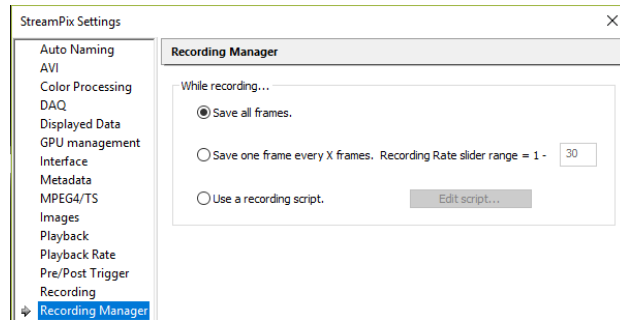 StreamPix Settings
Auto Naming
AVI
Color Processing
DAQ
Displayed Data
GPU management
Interface
Metadata
MPEG4/TS
Images
Playback
Playback Rate
Pre/Post Trigger
Recording
Recording Manager
Recording Manager
While recording...
Save all frames.
Save one frame every X frames. Recording Rate slider range = 1 - 30
Use a recording script. Edit script...